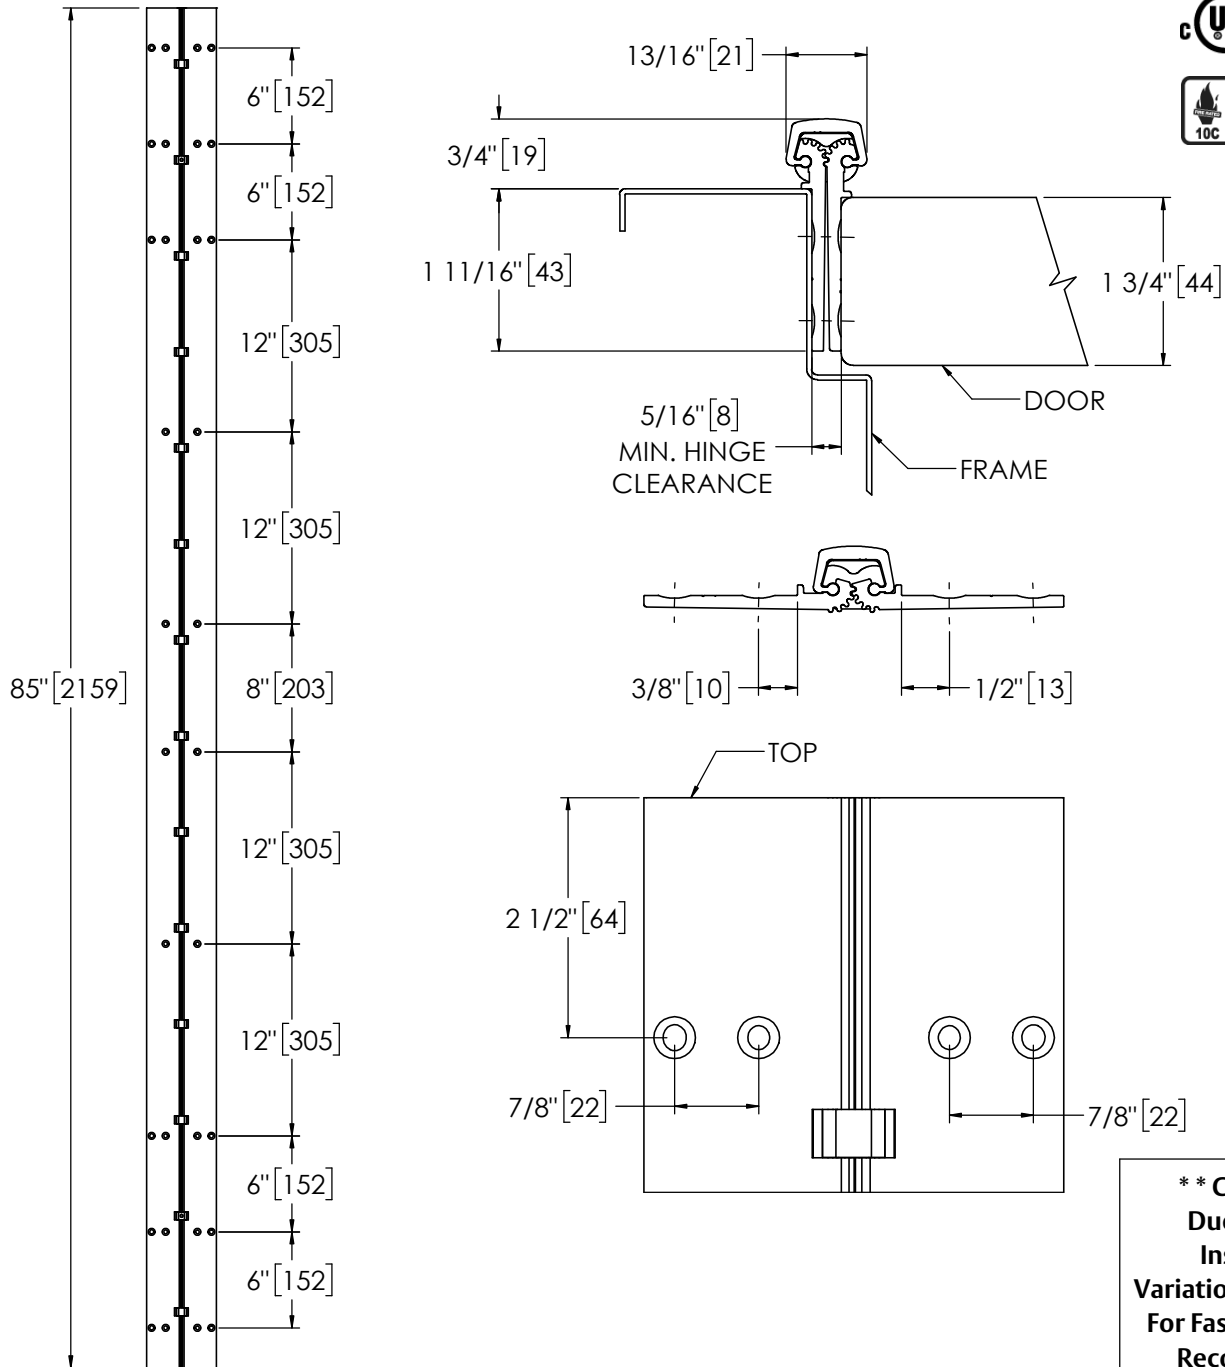 85"[2159]
6"[152]
6"[152]
12"[305]
12"[305]
8"[203]
12"[305]
12"[305]
6"[152]
6"[152]
13/16"[21]
3/4"[19]
1 11/16"[43]
1 3/4"[44]
5/16"[8]
MIN. HINGE
CLEARANCE
DOOR
FRAME
3/8"[10]
1/2"[13]
TOP
2 1/2"[64]
7/8"[22]
7/8"[22]
C U
FIRE RATED
10C
* * C
Du
Ins
Variatio
For Fas
Reco